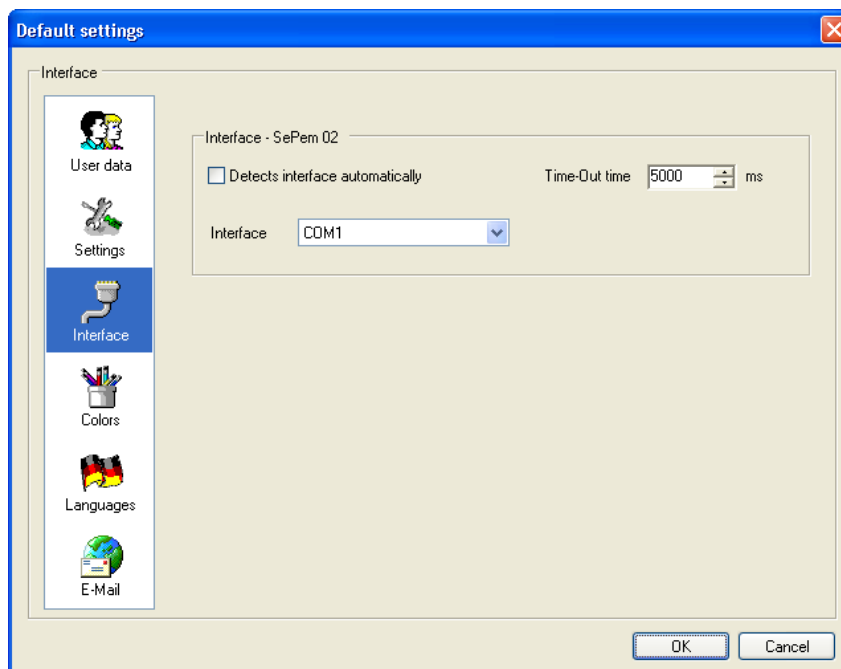 Default settings
Interface
User data
Settings
Interface
Colors
Languages
E-Mail
Interface - SePem 02
Detects interface automatically
Time-Out time 5000 ms
Interface COM1
OK Cancel